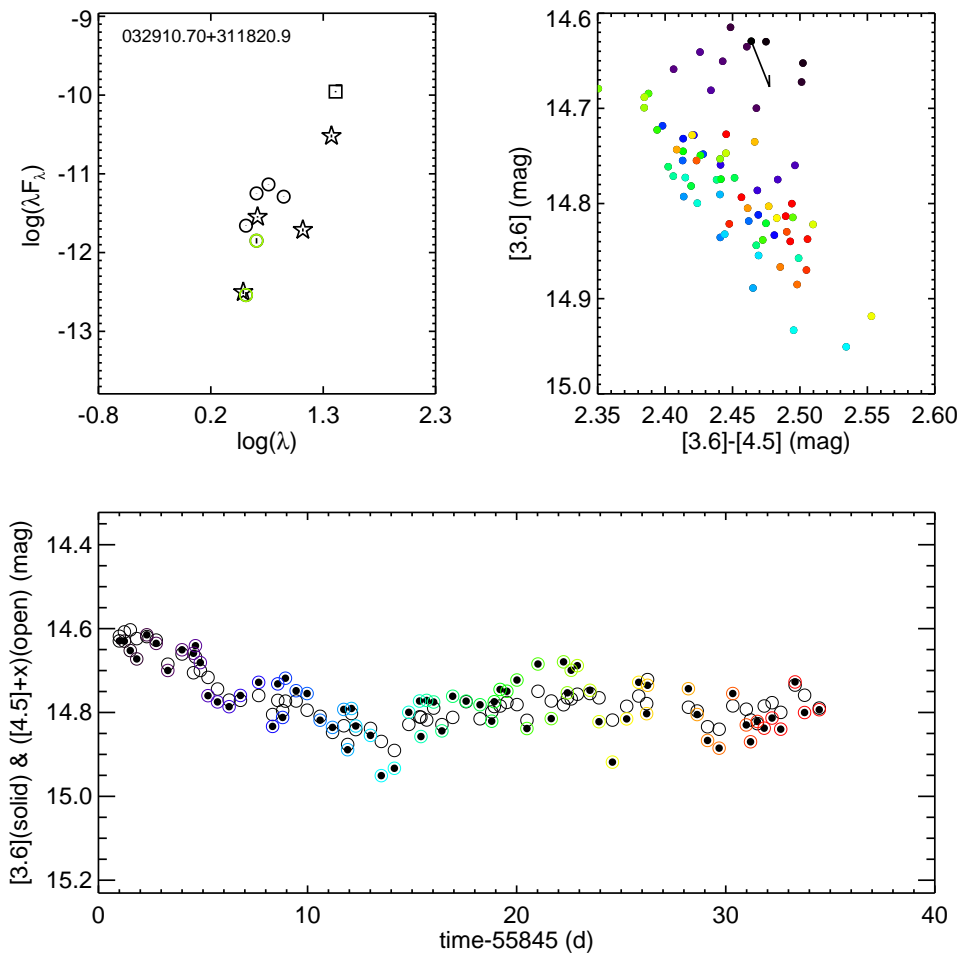 032910.70+311820.9
-9
-10
-11
-12
-13
log(λFλ)
-0.8 0.2 1.3 2.3
log(λ)
14.6
14.7
14.8
14.9
15.0
[3.6] (mag)
2.35 2.40 2.45 2.50 2.55 2.60
[3.6]-[4.5] (mag)
14.4
14.6
14.8
15.0
15.2
[3.6](solid) & ([4.5]+x)(open) (mag)
0 10 20 30 40
time-55845 (d)